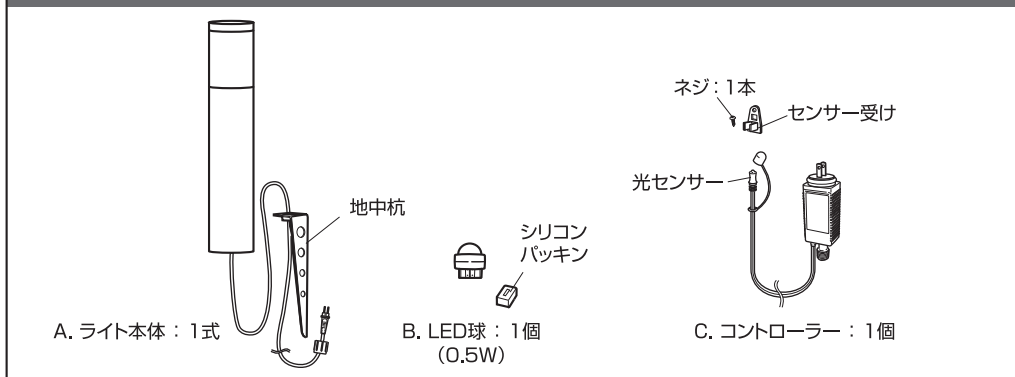 ネジ：1本
センサー受け
光センサー
地中杭
シリコン
パッキン
A. ライト本体 ： 1式
B. LED球 ： 1個
（0.5W）
C. コントローラー ： 1個